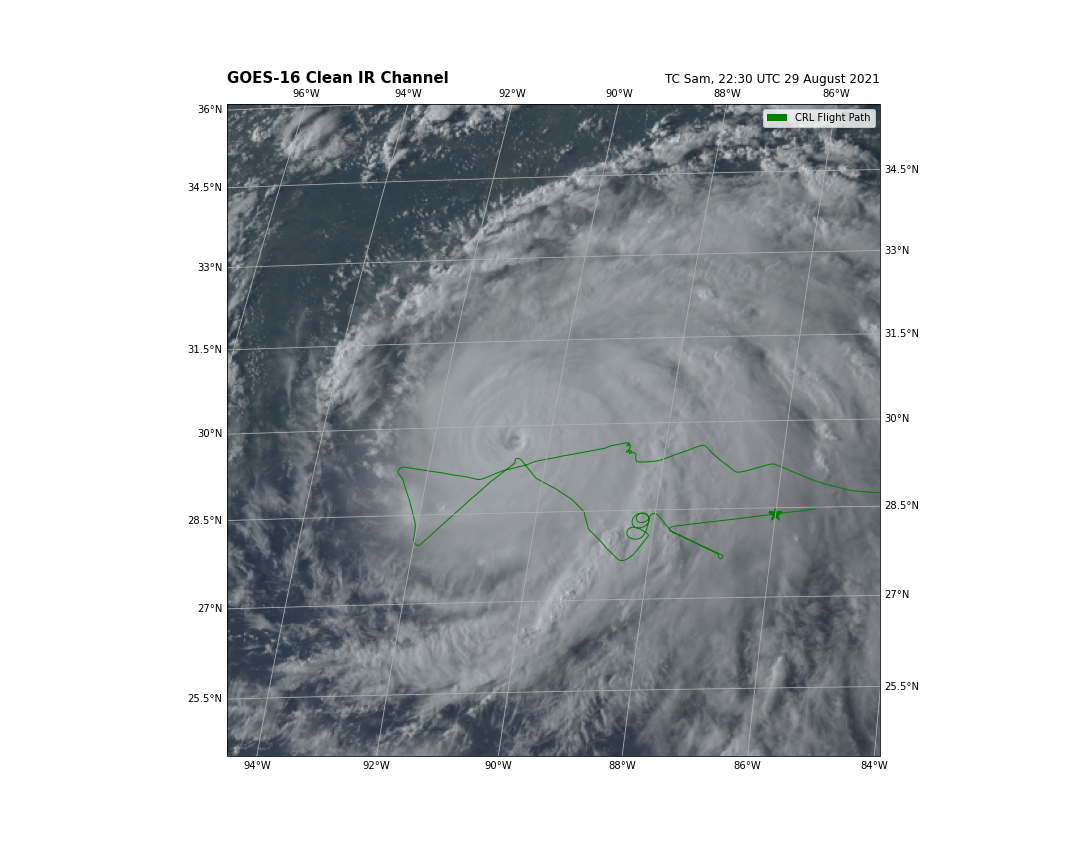 GOES-16 Clean IR Channel
TC Sam, 22:30 UTC 29 August 2021
96°W 94°W 92°W 90°W 88°W 86°W
36°N
CRL Flight Path
34.5°N
34.5°N
33°N
33°N
31.5°N
31.5°N
30°N
30°N
28.5°N
28.5°N
27°N
27°N
25.5°N
25.5°N
94°W 92°W 90°W 88°W 86°W 84°W